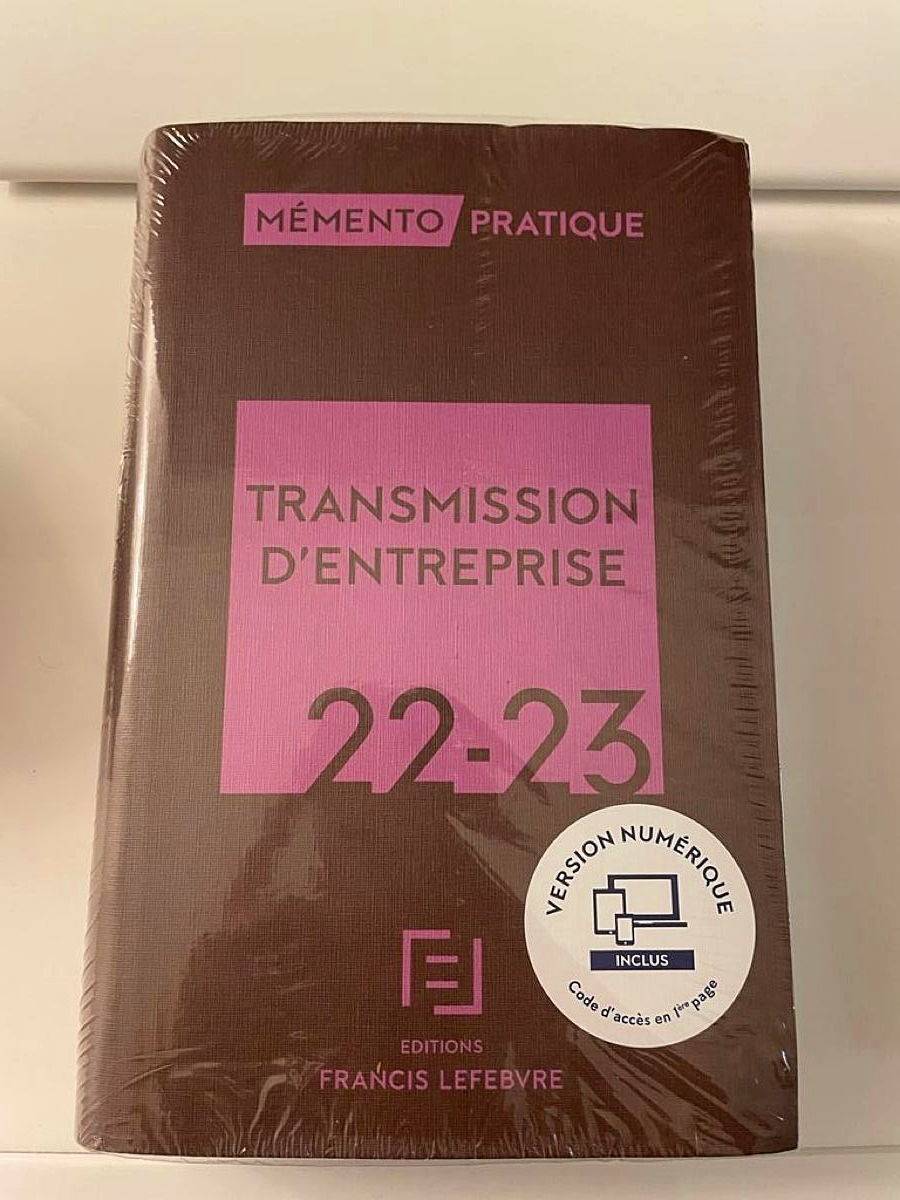 MÉMENTO PRATIQUE
TRANSMISSION
D'ENTREPRISE
22-23
VERSION NUMÉRIQUE
INCLUS
Code d'accès en 1ère page
EDITIONS
FRANCIS LEFEBVRE